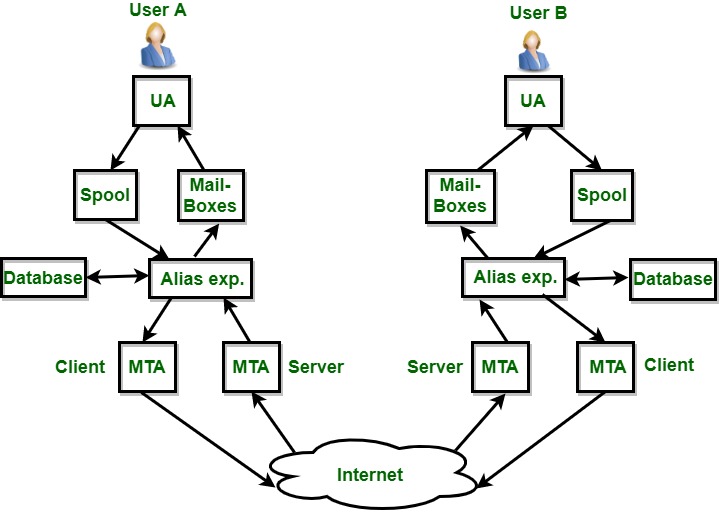 User A
User B
UA
UA
Spool
Mail-
Boxes
Mail-
Boxes
Spool
Database
Alias exp.
Alias exp.
Database
Client
MTA
MTA
Server
Server
MTA
MTA
Client
Internet